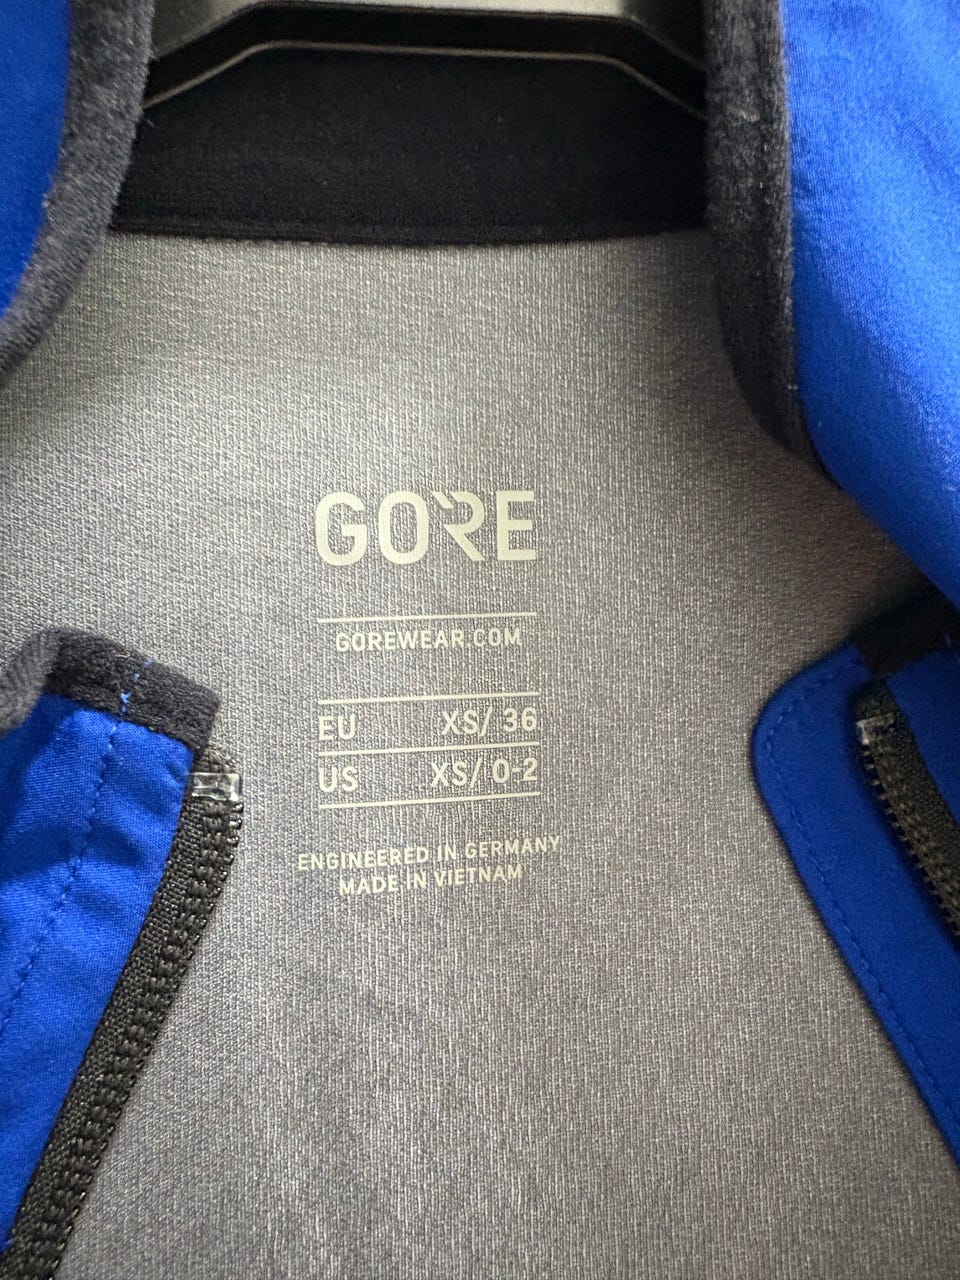 GORE
GOREWEAR.COM
EU XS/ 36
US XS/ 0-2
ENGINEERED IN GERMANY
MADE IN VIETNAM